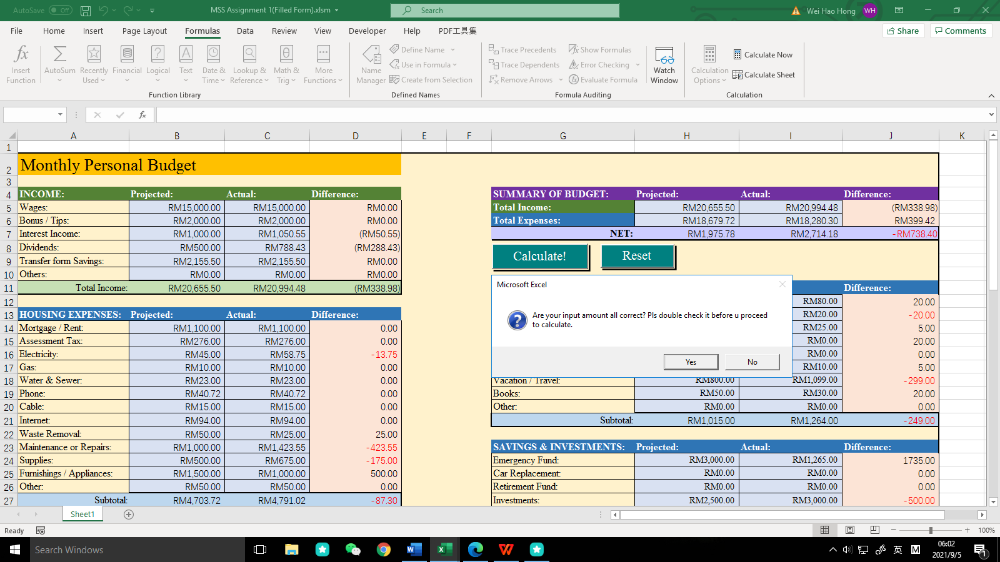 AutoSave Off MSS Assignment 1(Filled Form).xlsm Search Wei Hao Hong WH
File Home Insert Page Layout Formulas Data Review View Developer Help PDF工具集 Share Comments
Insert Function AutoSum Recently Used Financial Logical Text Date & Time Lookup & Reference Math & Trig More Functions
Function Library
Name Manager Define Name Use in Formula Create from Selection
Defined Names
Trace Precedents Show Formulas
Trace Dependents Error Checking
Remove Arrows Evaluate Formula
Formula Auditing
Watch Window
Calculation Options Calculate Now Calculate Sheet
Calculation
fx
A B C D E F G H I J K
1
2 Monthly Personal Budget
3
4 INCOME: Projected: Actual: Difference: SUMMARY OF BUDGET: Projected: Actual: Difference:
5 Wages: RM15,000.00 RM15,000.00 RM0.00 Total Income: RM20,655.50 RM20,994.48 (RM338.98)
6 Bonus / Tips: RM2,000.00 RM2,000.00 RM0.00 Total Expenses: RM18,679.72 RM18,280.30 RM399.42
7 Interest Income: RM1,000.00 RM1,050.55 (RM50.55) NET: RM1,975.78 RM2,714.18 -RM738.40
8 Dividends: RM500.00 RM788.43 (RM288.43) Calculate! Reset
9 Transfer form Savings: RM2,155.50 RM2,155.50 RM0.00
10 Others: RM0.00 RM0.00 RM0.00
11 Total Income: RM20,655.50 RM20,994.48 (RM338.98) Difference:
12 RM80.00 20.00
13 HOUSING EXPENSES: Projected: Actual: Difference: RM20.00 -20.00
14 Mortgage / Rent: RM1,100.00 RM1,100.00 0.00 RM25.00 5.00
15 Assessment Tax: RM276.00 RM276.00 0.00 RM0.00 20.00
16 Electricity: RM45.00 RM58.75 -13.75 RM0.00 0.00
17 Gas: RM10.00 RM10.00 0.00 RM10.00 5.00
18 Water & Sewer: RM23.00 RM23.00 0.00 Vacation / Travel: RM800.00 RM1,099.00 -299.00
19 Phone: RM40.72 RM40.72 0.00 Books: RM50.00 RM30.00 20.00
20 Cable: RM15.00 RM15.00 0.00 Other: RM0.00 RM0.00 0.00
21 Internet: RM94.00 RM94.00 0.00 Subtotal: RM1,015.00 RM1,264.00 -249.00
22 Waste Removal: RM50.00 RM25.00 25.00
23 Maintenance or Repairs: RM1,000.00 RM1,423.55 -423.55 SAVINGS & INVESTMENTS: Projected: Actual: Difference:
24 Supplies: RM500.00 RM675.00 -175.00 Emergency Fund: RM3,000.00 RM1,265.00 1735.00
25 Furnishings / Appliances: RM1,500.00 RM1,000.00 500.00 Car Replacement: RM0.00 RM0.00 0.00
26 Other: RM50.00 RM50.00 0.00 Retirement Fund: RM0.00 RM0.00 0.00
27 Subtotal: RM4,703.72 RM4,791.02 -87.30 Investments: RM2,500.00 RM3,000.00 -500.00
Microsoft Excel
Are your input amount all correct? Pls double check it before u proceed
to calculate.
Yes No
Sheet1
Ready 100%
Search Windows 英 M 06:02
2021/9/5 1